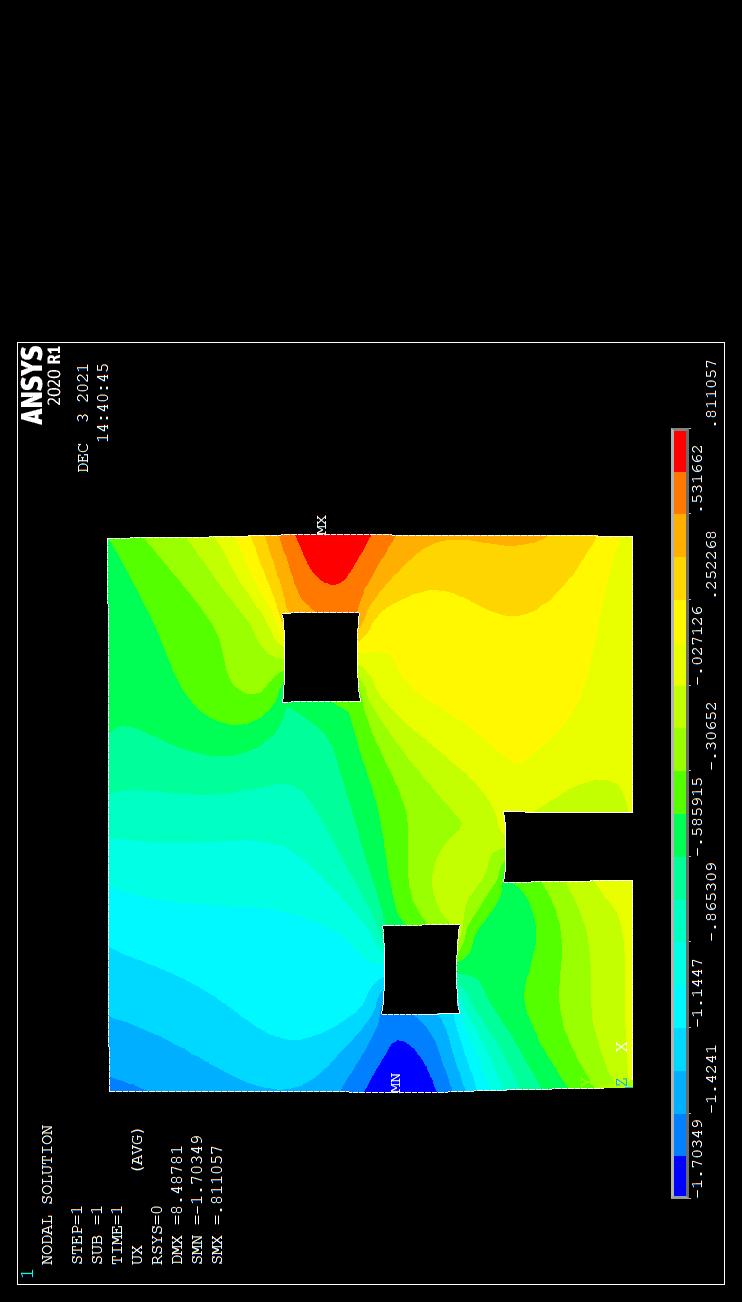 1
NODAL SOLUTION
STEP=1
SUB =1
TIME=1
UX (AVG)
RSYS=0
DMX =8.48781
SMN =-1.70349
SMX =.811057
ANSYS
2020 R1
DEC 3 2021
14:40:45
MX
MN
Y
Z X
-1.70349 -1.4241 -1.1447 -.865309 -.585915 -.30652 -.027126 .252268 .531662 .811057